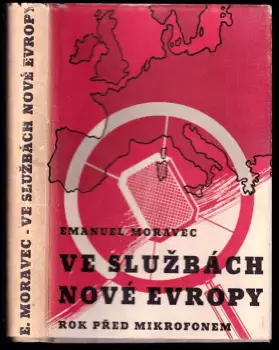 E. MORAVEC - VE SLUŽBÁCH NOVÉ EVROPY
EMANUEL MORAVEC
VE SLUŽBÁCH
NOVÉ EVROPY
ROK PŘED MIKROFONEM